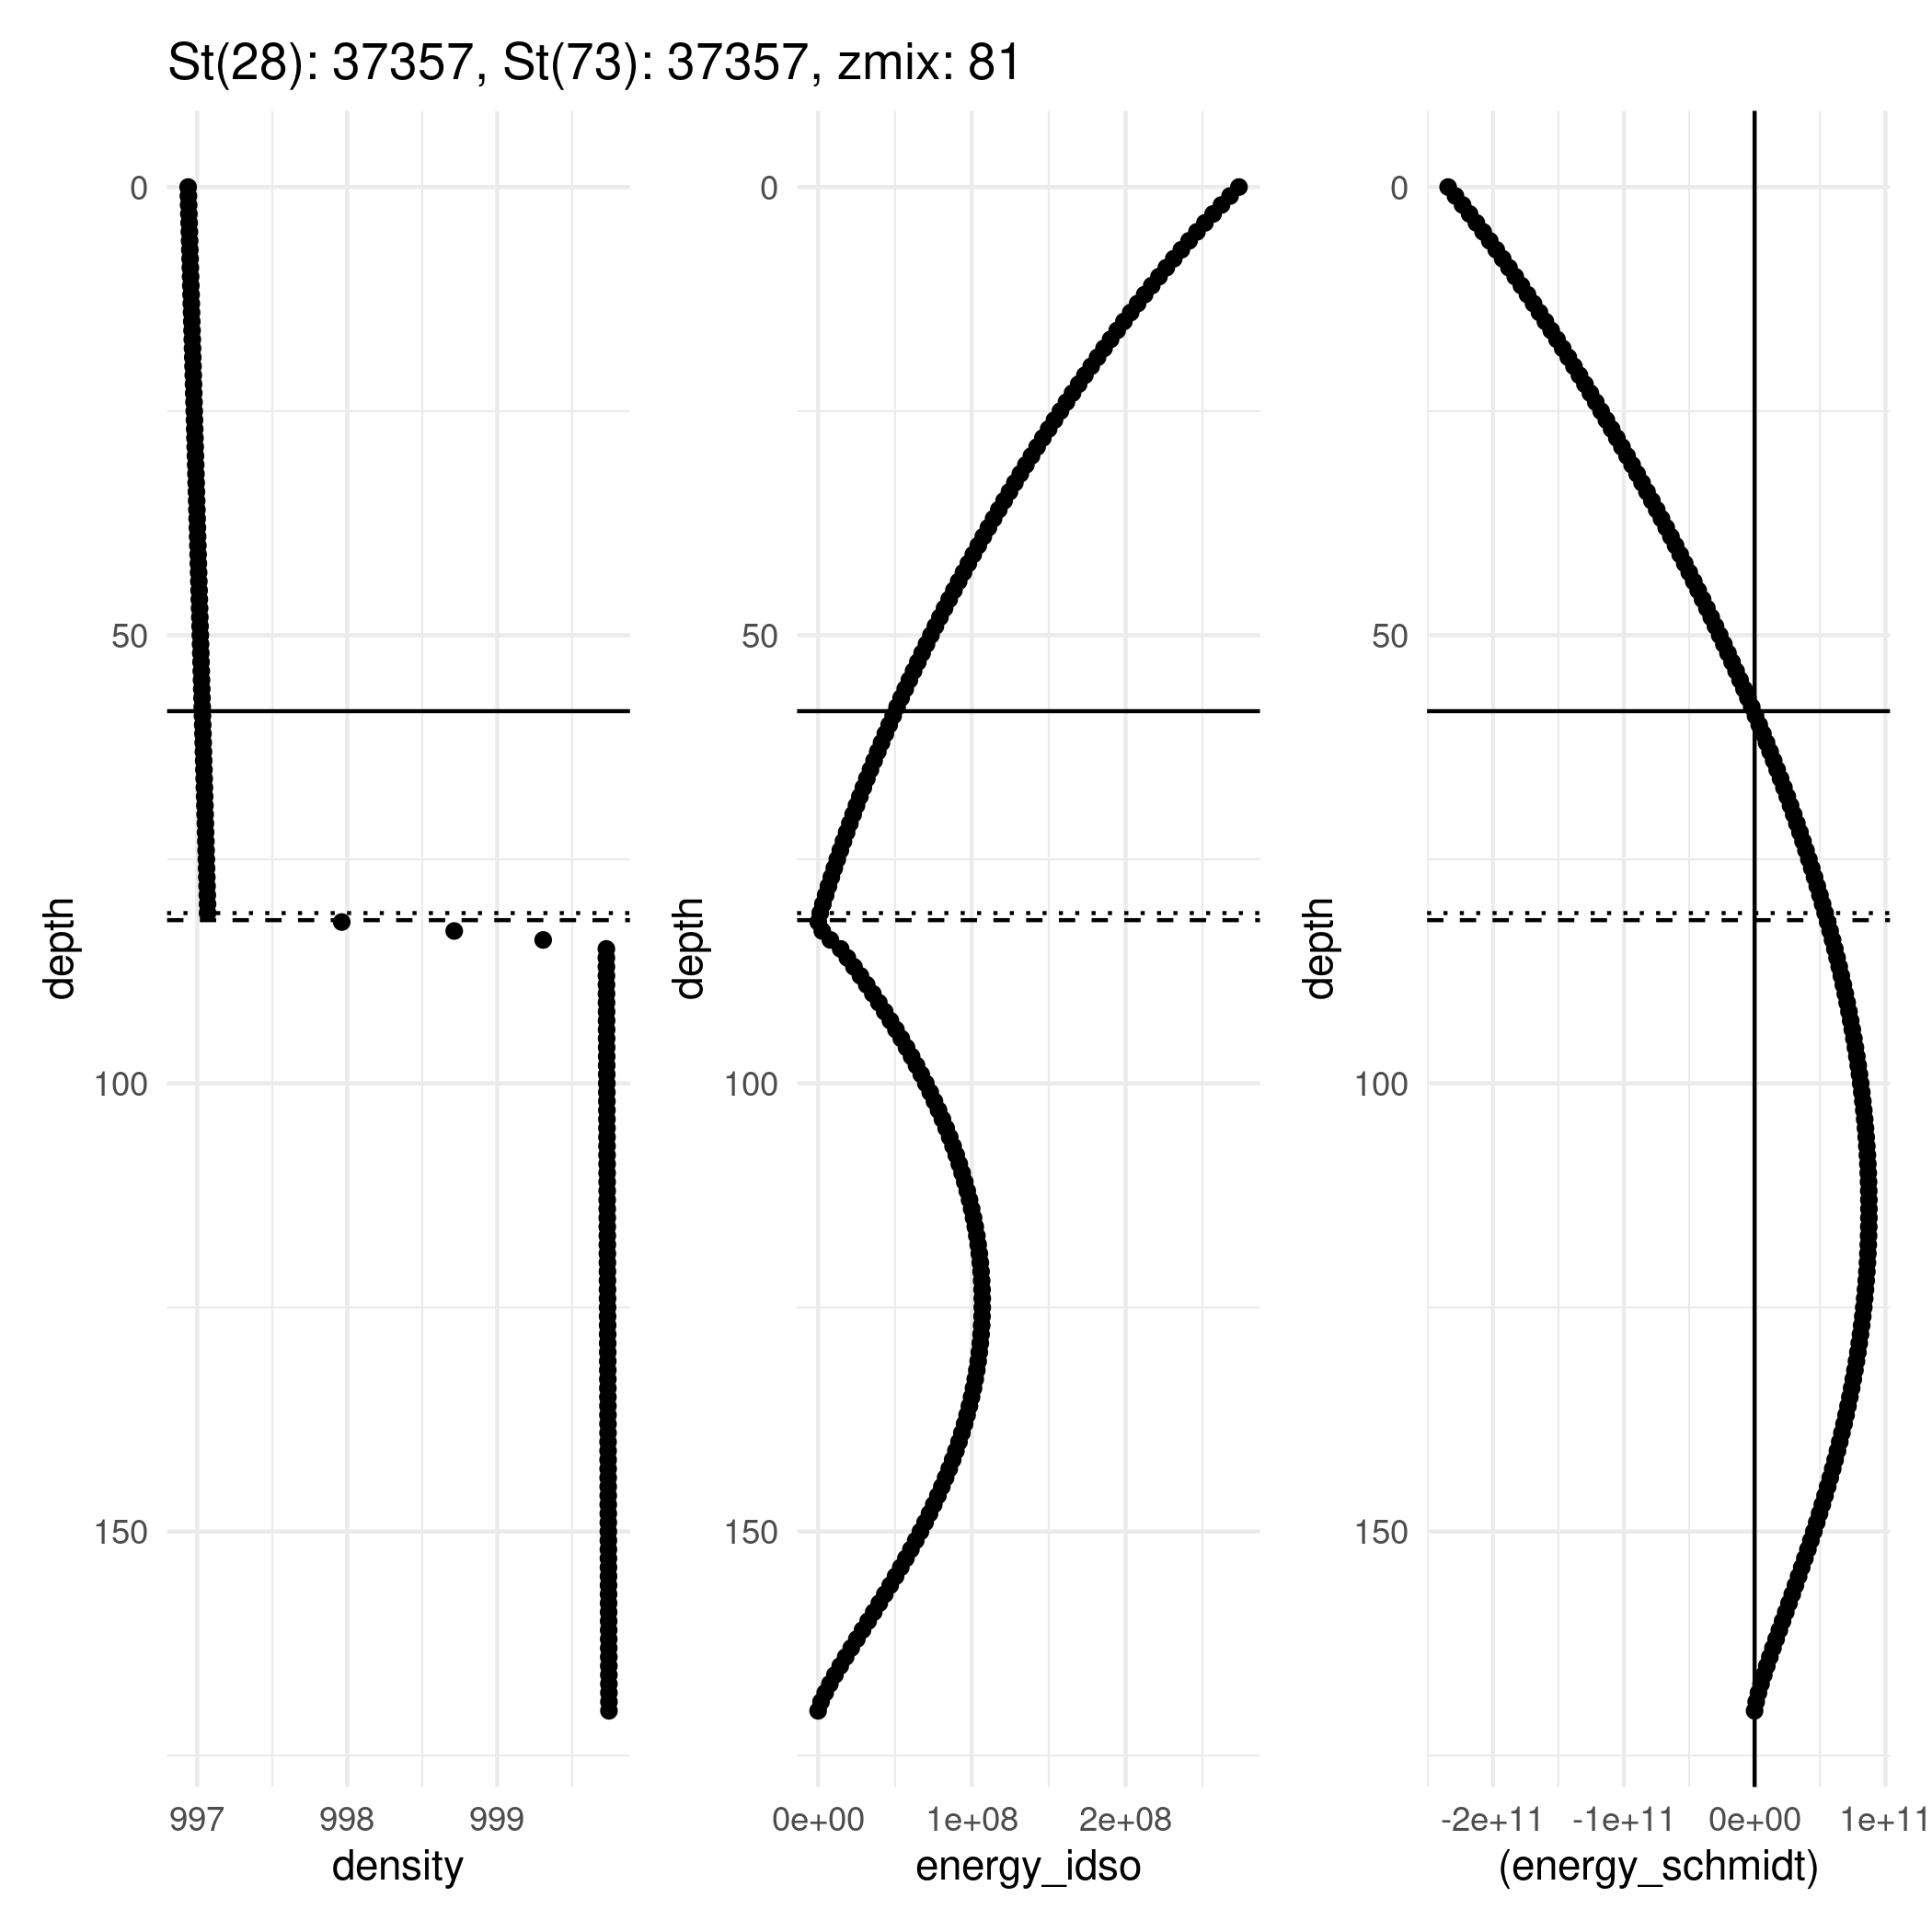 St(28): 37357, St(73): 37357, zmix: 81
0
50
100
150
depth
997
998
999
density
0
50
100
150
depth
0e+00
1e+08
2e+08
energy_idso
0
50
100
150
depth
-2e+11
-1e+11
0e+00
1e+11
(energy_schmidt)